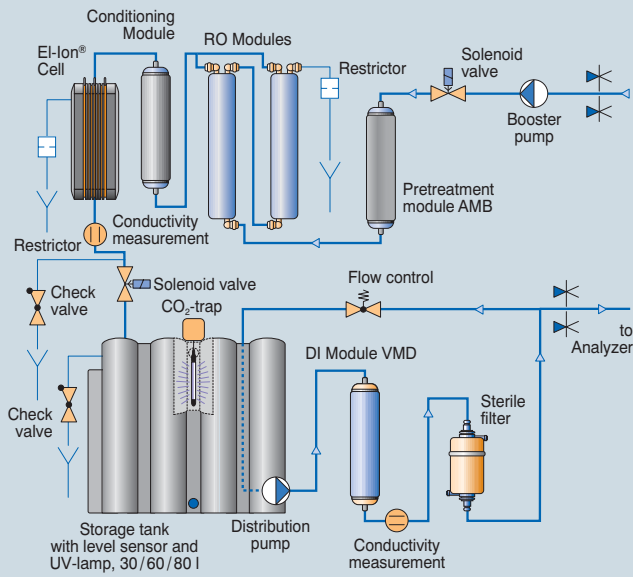 Conditioning
Module
RO Modules
El-Ion®
Cell
Restrictor
Solenoid
valve
Booster
pump
Pretreatment
module AMB
Conductivity
measurement
Restrictor
Check
valve
Solenoid valve
CO₂-trap
Flow control
to
Analyzer
DI Module VMD
Sterile
filter
Check
valve
Storage tank
with level sensor and
UV-lamp, 30/60/80 l
Distribution
pump
Conductivity
measurement